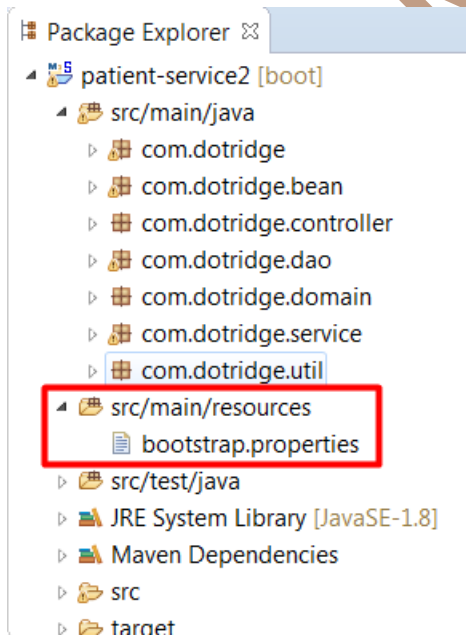 Package Explorer
patient-service2 [boot]
src/main/java
com.dotridge
com.dotridge.bean
com.dotridge.controller
com.dotridge.dao
com.dotridge.domain
com.dotridge.service
com.dotridge.util
src/main/resources
bootstrap.properties
src/test/java
JRE System Library [JavaSE-1.8]
Maven Dependencies
src
target